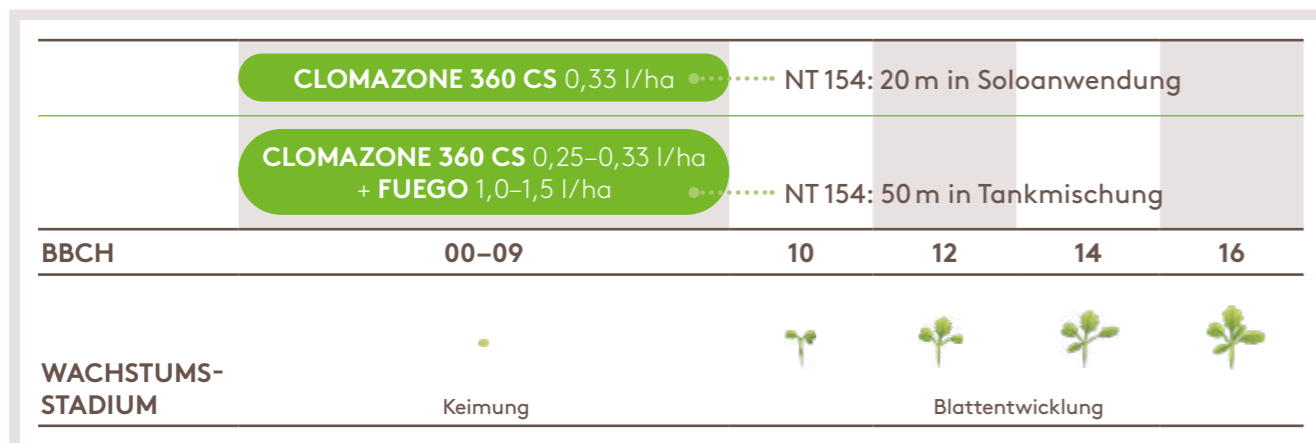 CLOMAZONE 360 CS 0,33 l/ha
NT 154: 20 m in Soloanwendung
CLOMAZONE 360 CS 0,25–0,33 l/ha
+ FUEGO 1,0–1,5 l/ha
NT 154: 50 m in Tankmischung
BBCH 00–09 10 12 14 16
WACHSTUMS-
STADIUM
Keimung
Blattentwicklung